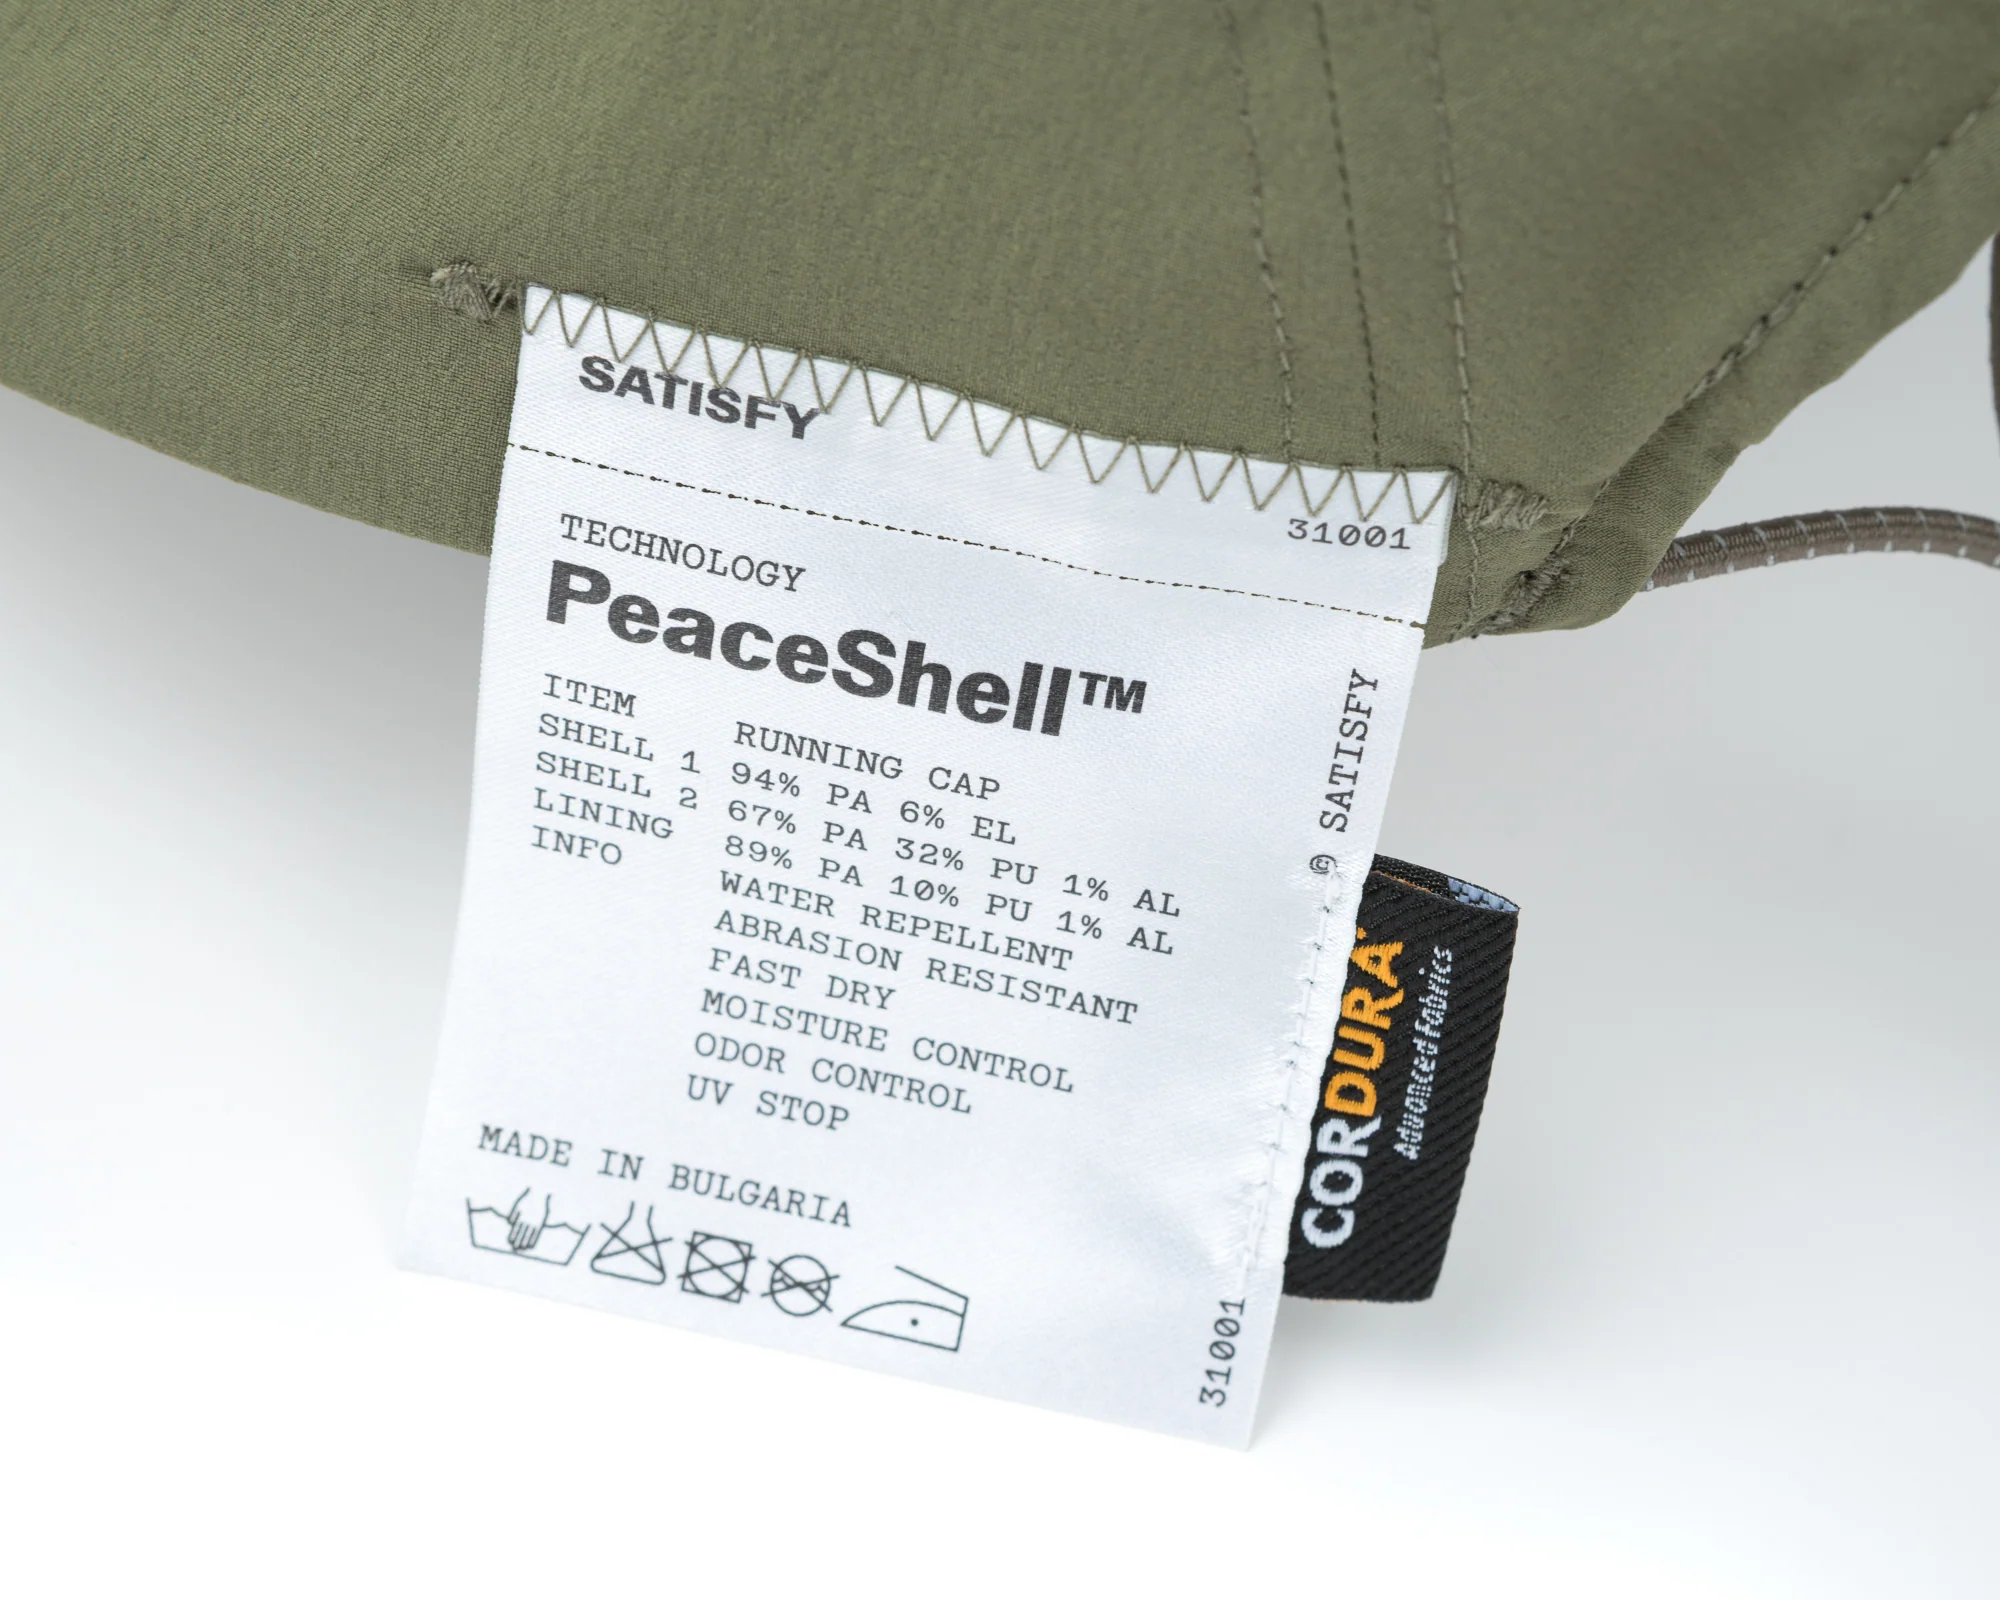 SATISFY
31001
TECHNOLOGY
PeaceShell™
ITEM RUNNING CAP
SHELL 1 94% PA 6% EL
SHELL 2 67% PA 32% PU 1% AL
LINING 89% PA 10% PU 1% AL
INFO WATER REPELLENT
ABRASION RESISTANT
FAST DRY
MOISTURE CONTROL
ODOR CONTROL
UV STOP
MADE IN BULGARIA
© SATISFY
31001
CORDURA
Advanced Fabrics